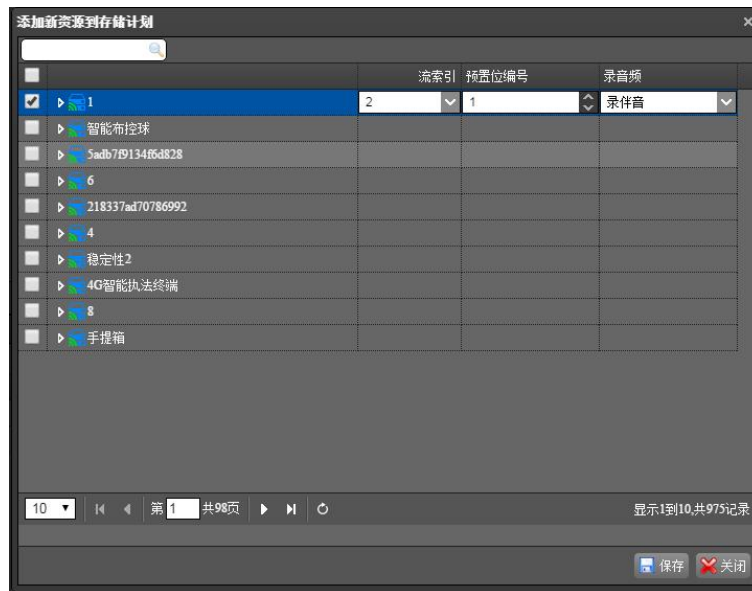 添加新资源到存储计划
流索引 预置位编号 录音频
1 2 1 录伴音
智能布控球
5adb7f9134f6d828
6
218337ad70786992
4
稳定性2
4G智能执法终端
8
手提箱
10 第 1 共98页 显示1到10,共975记录
保存 关闭